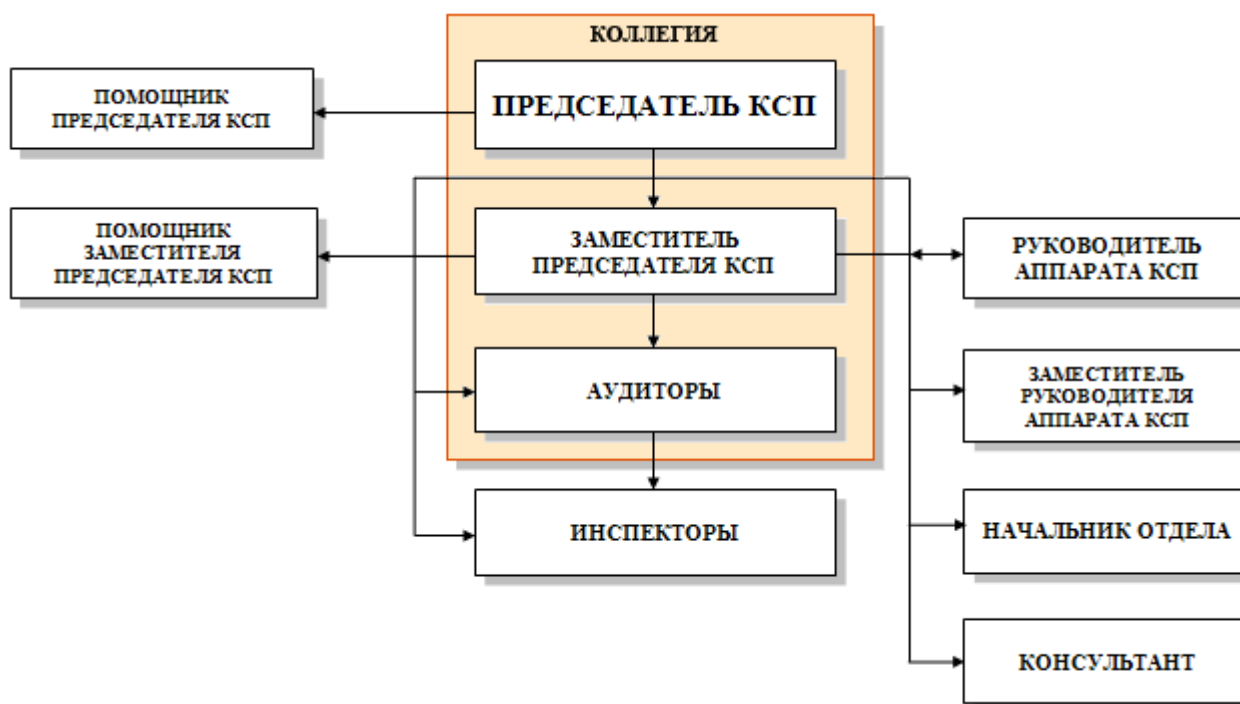 КОЛЛЕГИЯ
ПРЕДСЕДАТЕЛЬ КСП
ПОМОЩНИК
ПРЕДСЕДАТЕЛЯ КСП
ПОМОЩНИК
ЗАМЕСТИТЕЛЯ
ПРЕДСЕДАТЕЛЯ КСП
ЗАМЕСТИТЕЛЬ
ПРЕДСЕДАТЕЛЯ КСП
РУКОВОДИТЕЛЬ
АППАРАТА КСП
АУДИТОРЫ
ЗАМЕСТИТЕЛЬ
РУКОВОДИТЕЛЯ
АППАРАТА КСП
ИНСПЕКТОРЫ
НАЧАЛЬНИК ОТДЕЛА
КОНСУЛЬТАНТ